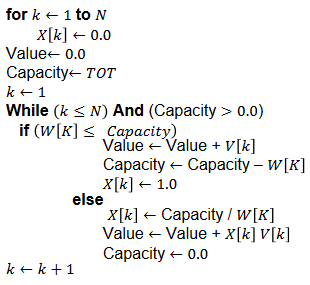 for k ← 1 to N
X[k] ← 0.0
Value← 0.0
Capacity← TOT
k ← 1
While (k ≤ N) And (Capacity > 0.0)
if (W[K] ≤ Capacity)
Value ← Value + V[k]
Capacity ← Capacity – W[K]
X[k] ← 1.0
else
X[k] ← Capacity / W[K]
Value ← Value + X[k] V[k]
Capacity ← 0.0
k ← k + 1